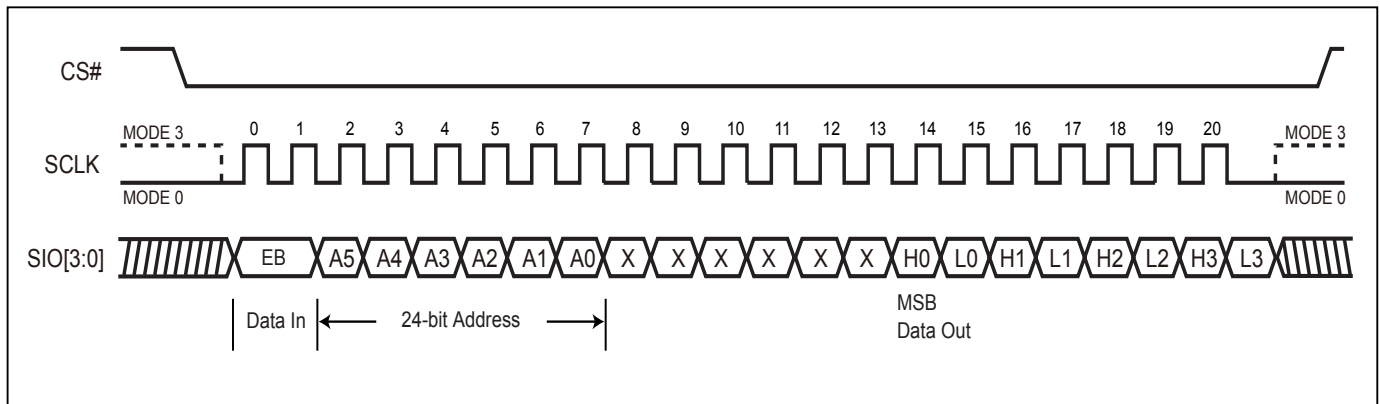 CS#
MODE 3 0 1 2 3 4 5 6 7 8 9 10 11 12 13 14 15 16 17 18 19 20 MODE 3
SCLK
MODE 0 MODE 0
SIO[3:0] EB A5 A4 A3 A2 A1 A0 X X X X X X H0 L0 H1 L1 H2 L2 H3 L3
MSB
Data In 24-bit Address
Data Out